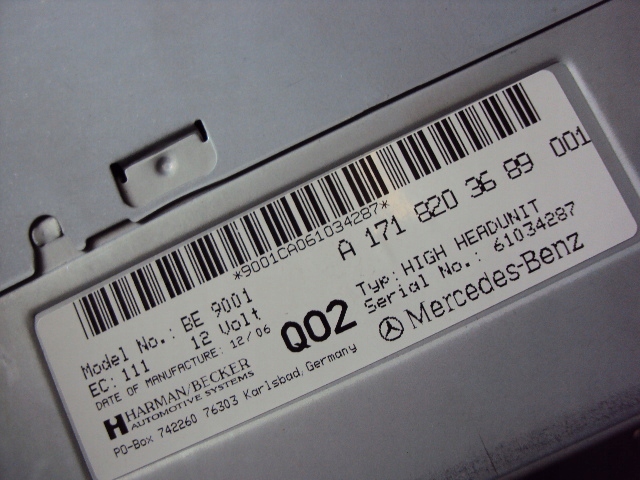 *9001CA061034287*
A 171 820 36 89 001
Model No.: BE 9001
EC: 111 12 Volt
DATE OF MANUFACTURE: 12/06
Q02
Typ: HIGH HEADUNIT
Serial No.: 61034287
HARMAN/BECKER
AUTOMOTIVE SYSTEMS
Mercedes-Benz
PO-Box 742260 76303 Karlsbad, Germany